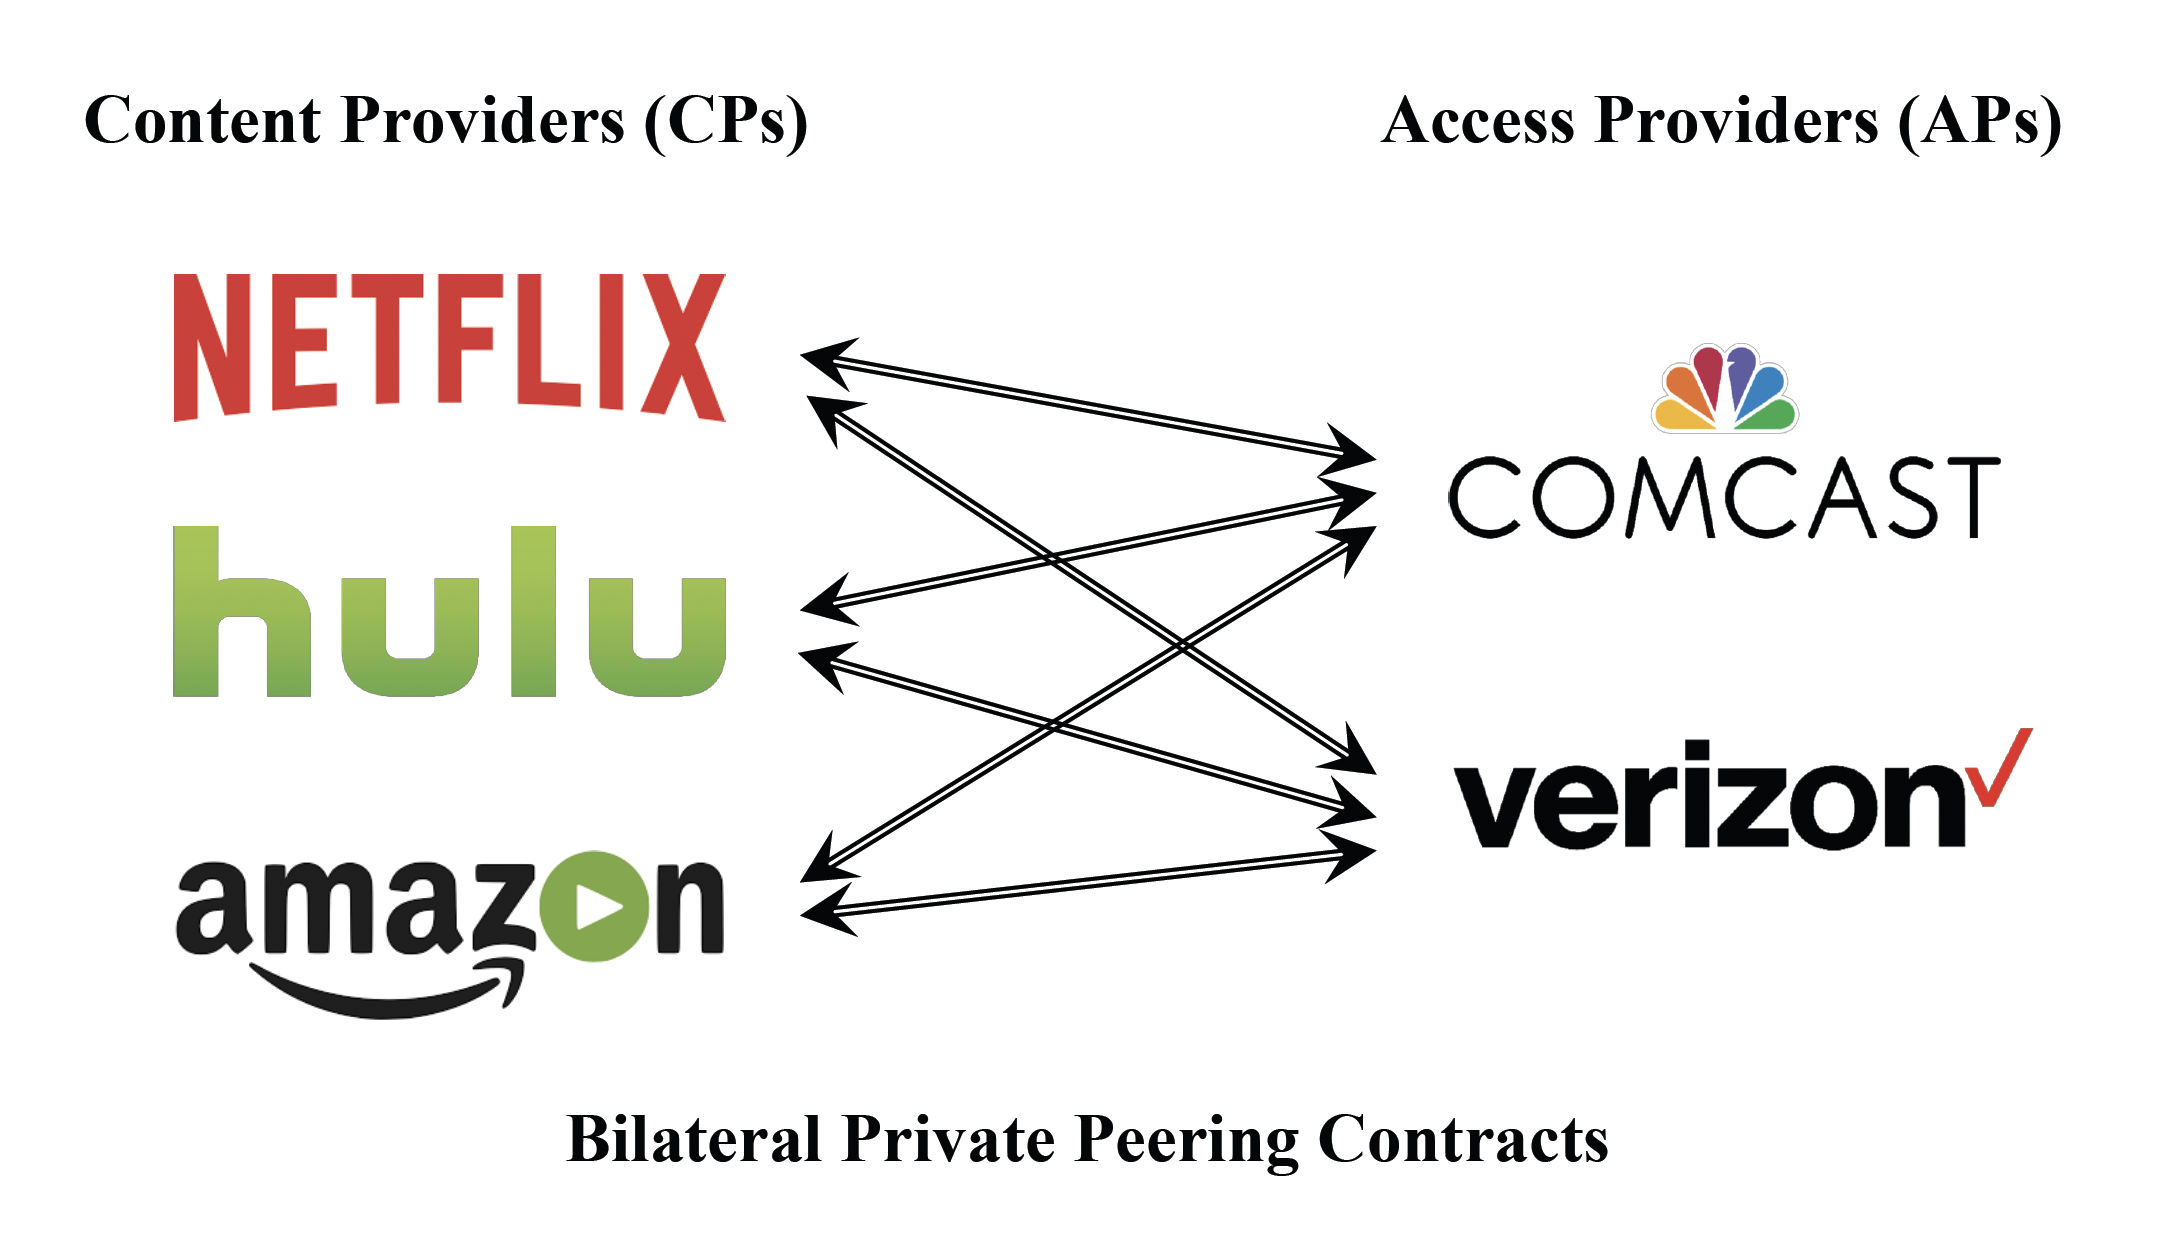 Content Providers (CPs)
Access Providers (APs)
NETFLIX
hulu
amazon
COMCAST
verizon
Bilateral Private Peering Contracts